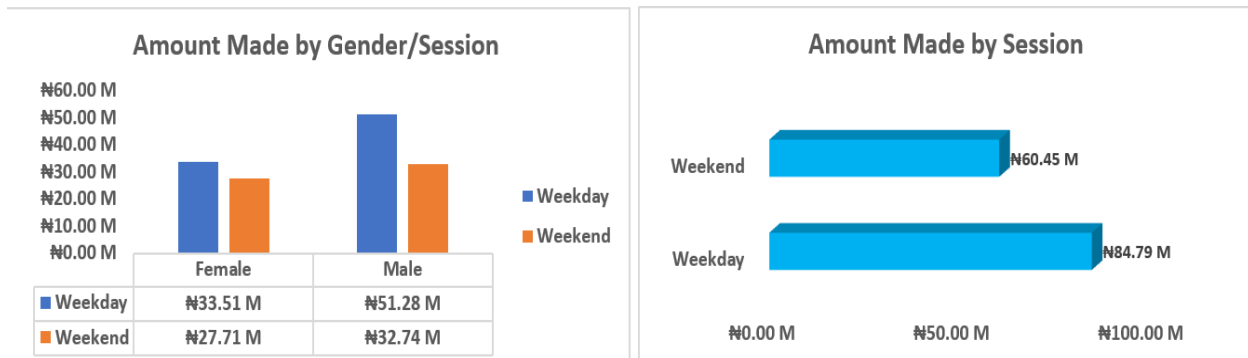 Amount Made by Gender/Session
₦60.00 M
₦50.00 M
₦40.00 M
₦30.00 M
₦20.00 M
₦10.00 M
₦0.00 M
Weekday
Weekend
Female Male
Weekday ₦33.51 M ₦51.28 M
Weekend ₦27.71 M ₦32.74 M
Amount Made by Session
Weekend ₦60.45 M
Weekday ₦84.79 M
₦0.00 M ₦50.00 M ₦100.00 M